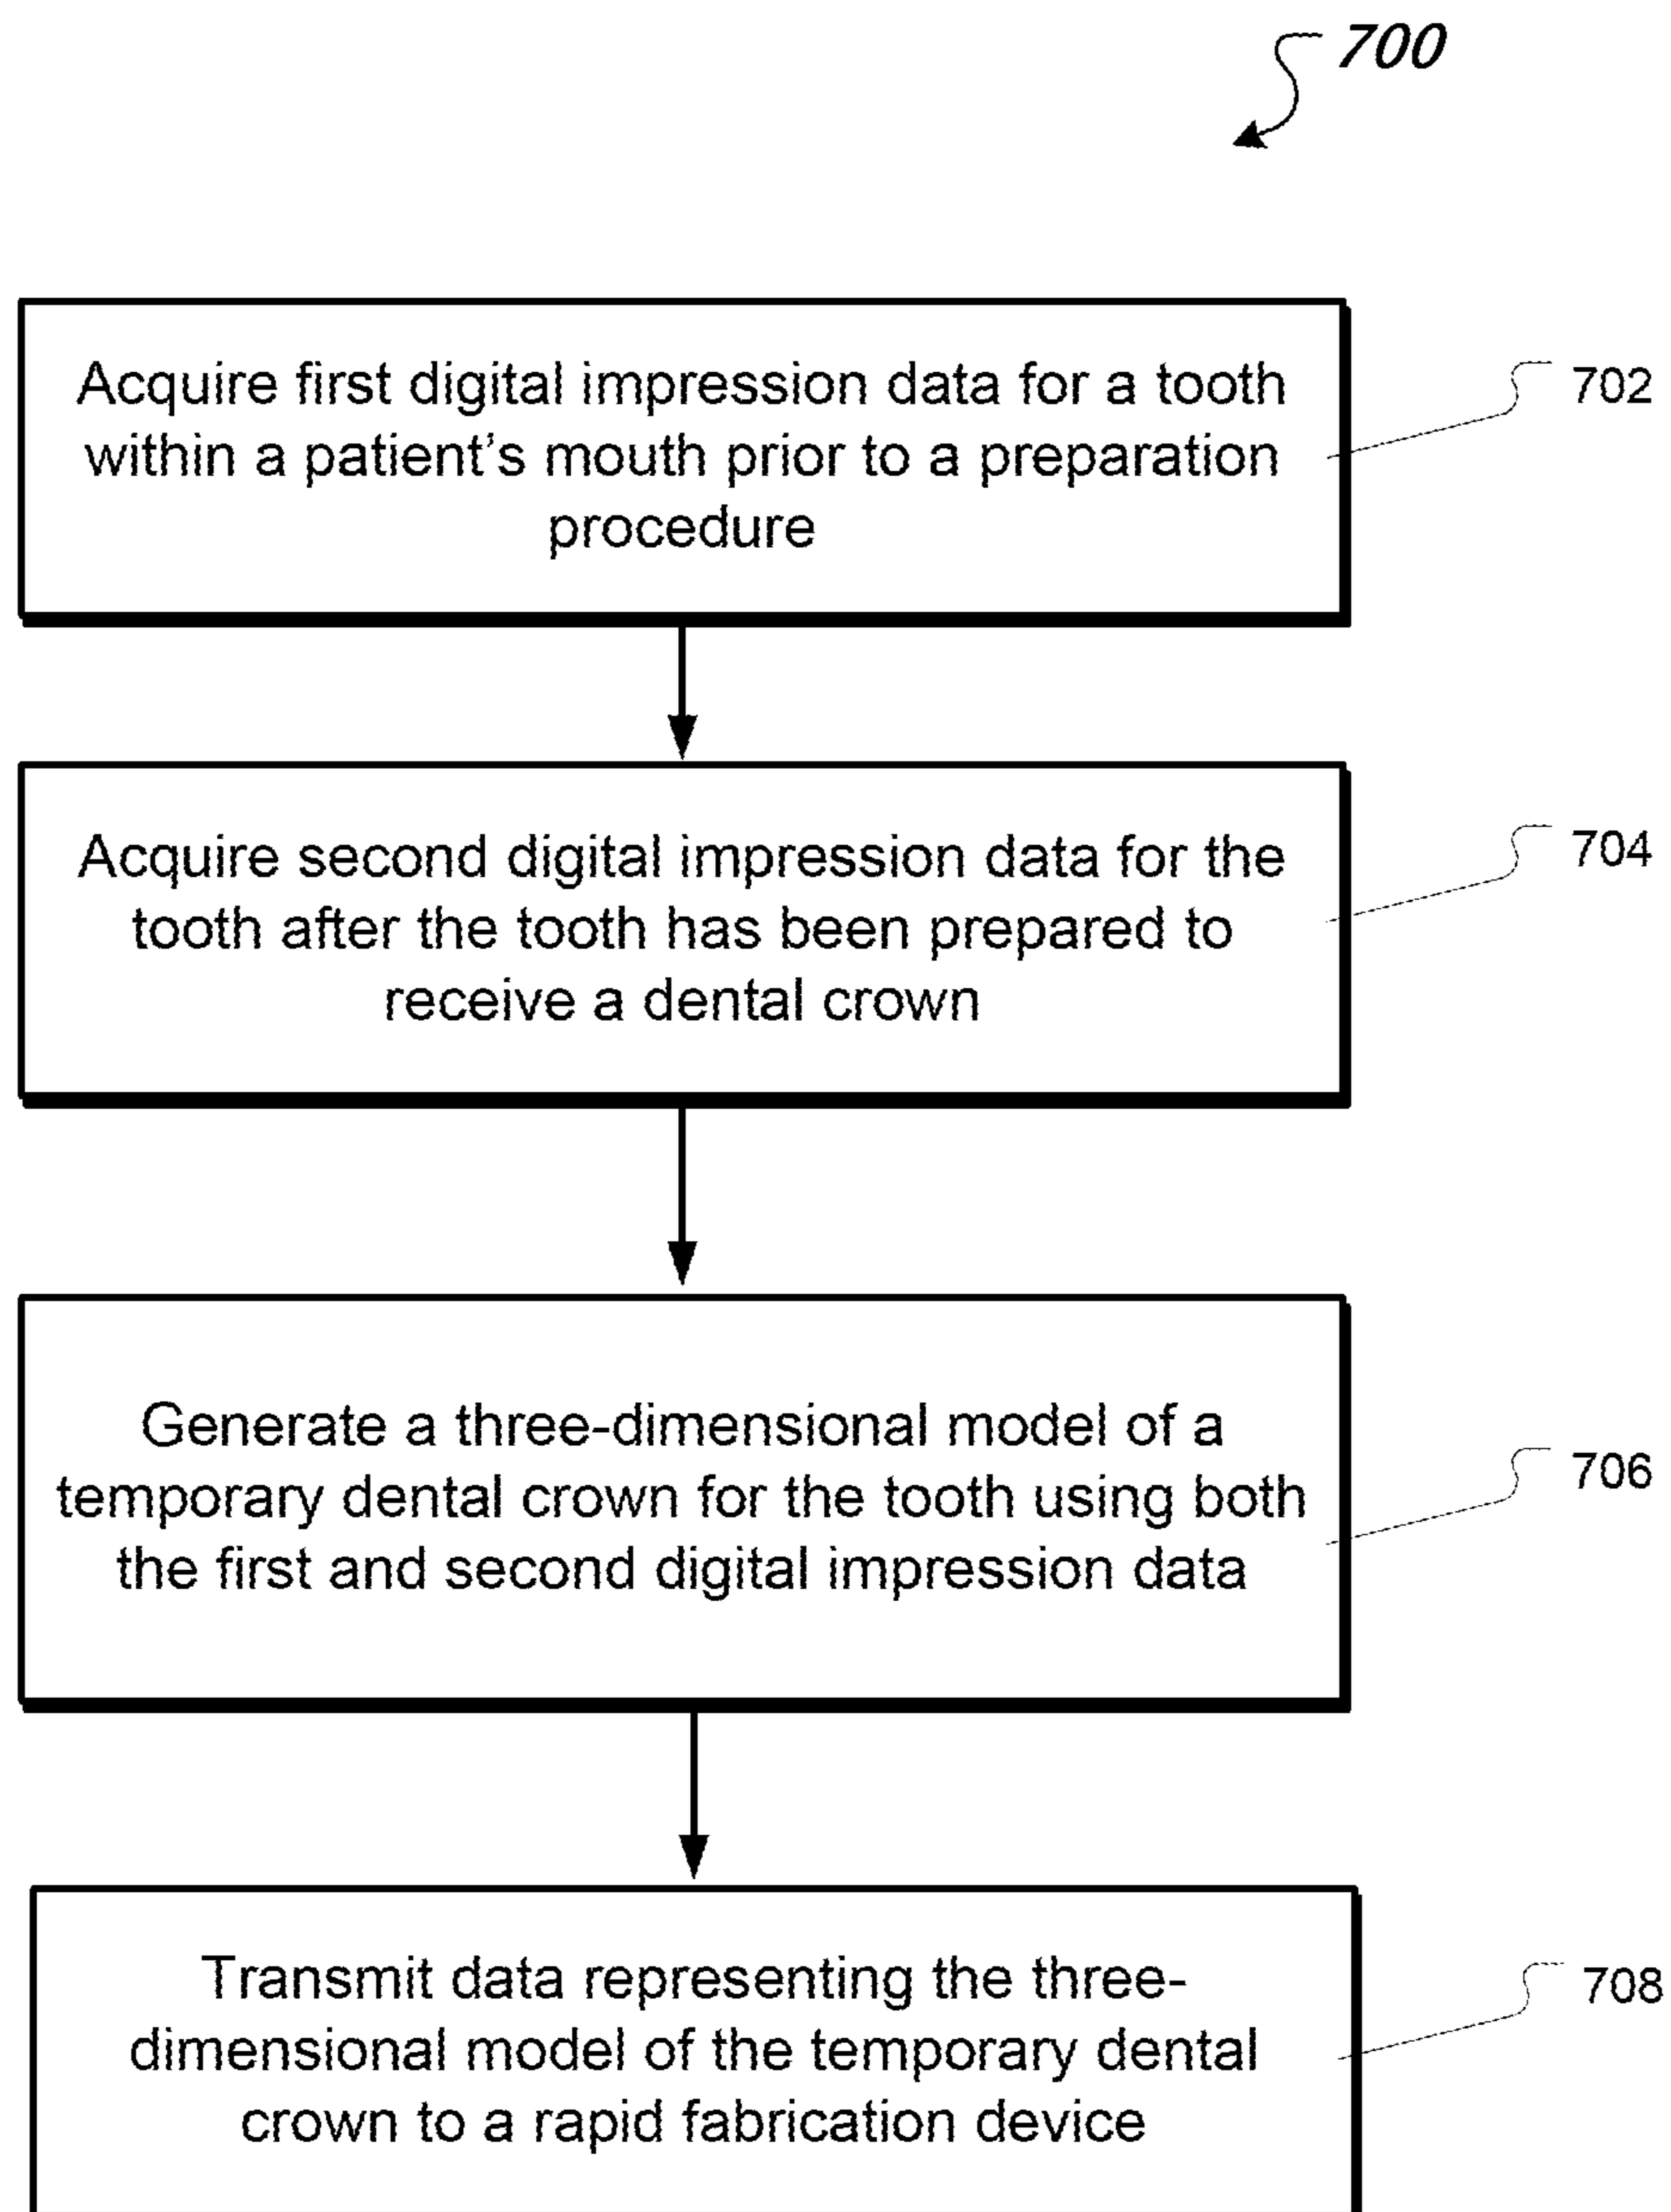 700
Acquire first digital impression data for a tooth
within a patient's mouth prior to a preparation
procedure
702
Acquire second digital impression data for the
tooth after the tooth has been prepared to
receive a dental crown
704
Generate a three-dimensional model of a
temporary dental crown for the tooth using both
the first and second digital impression data
706
Transmit data representing the three-
dimensional model of the temporary dental
crown to a rapid fabrication device
708